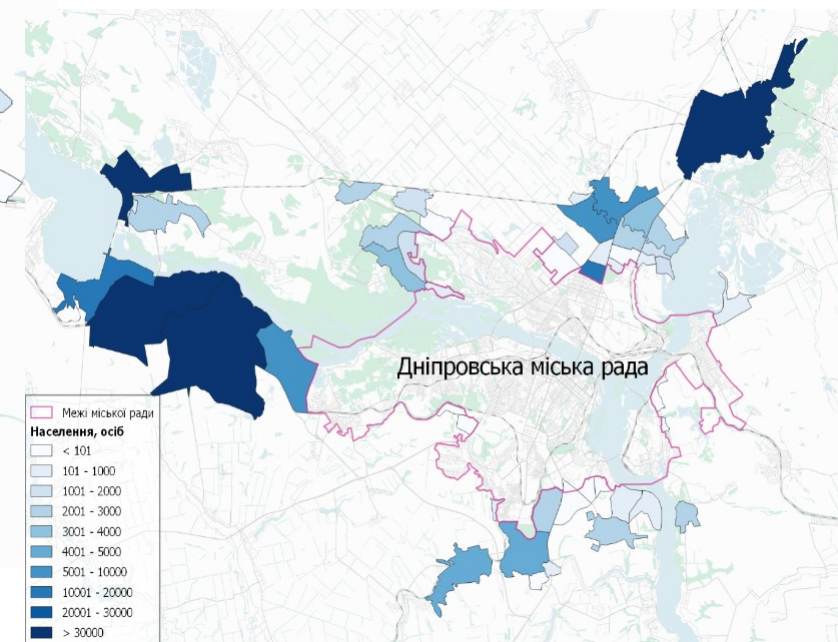 Дніпровська міська рада
Межі міської ради
Населення, осіб
< 101
101 - 1000
1001 - 2000
2001 - 3000
3001 - 4000
4001 - 5000
5001 - 10000
10001 - 20000
20001 - 30000
> 30000